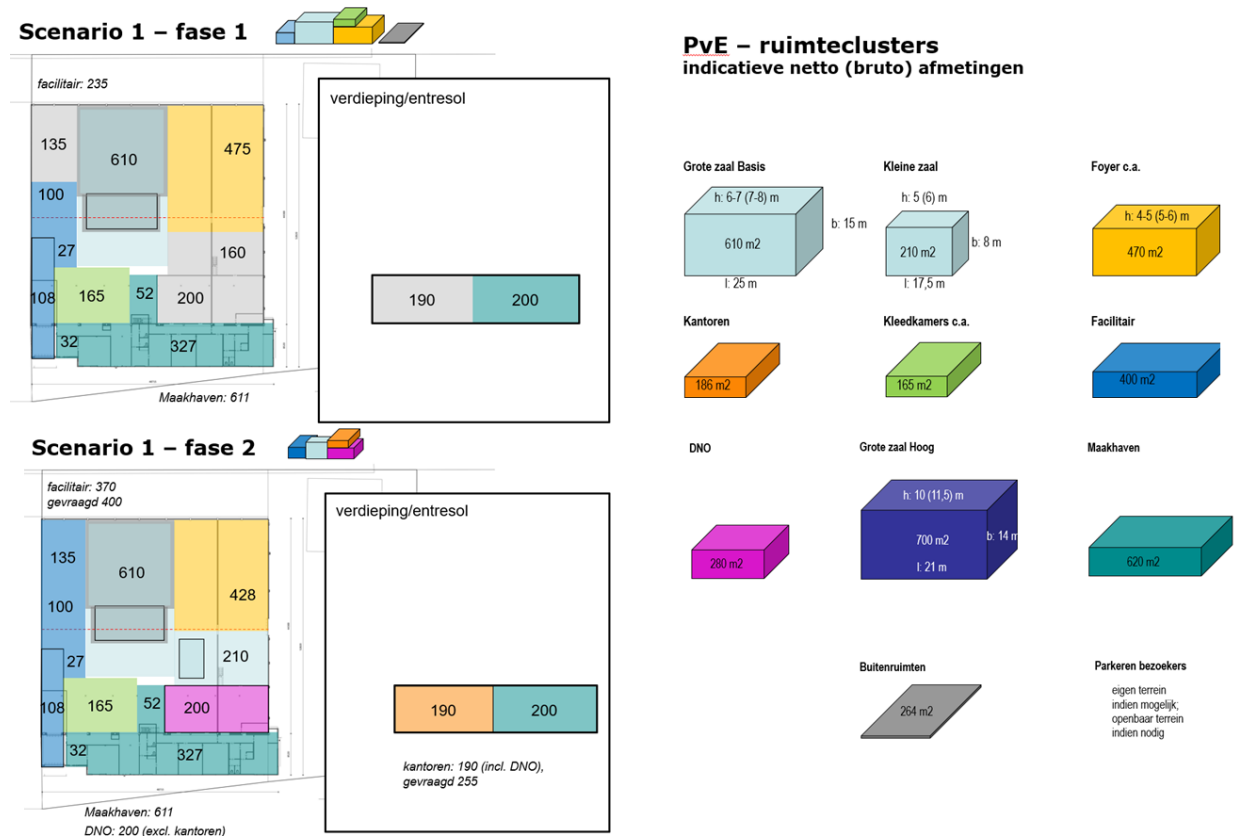 Scenario 1 – fase 1
facilitair: 235
verdieping/entresol
135
610
475
100
27
160
108
165
52
200
32
327
190
200
Maakhaven: 611
Scenario 1 – fase 2
facilitair: 370
gevraagd 400
verdieping/entresol
135
610
428
100
27
210
108
165
52
200
32
327
190
200
kantoren: 190 (incl. DNO),
gevraagd 255
Maakhaven: 611
DNO: 200 (excl. kantoren)
PvE – ruimteclusters
indicatieve netto (bruto) afmetingen
Grote zaal Basis
h: 6-7 (7-8) m
b: 15 m
610 m2
l: 25 m
Kleine zaal
h: 5 (6) m
210 m2
b: 8 m
l: 17,5 m
Foyer c.a.
h: 4-5 (5-6) m
470 m2
Kantoren
186 m2
Kleedkamers c.a.
165 m2
Facilitair
400 m2
DNO
280 m2
Grote zaal Hoog
h: 10 (11,5) m
700 m2
b: 14 m
l: 21 m
Maakhaven
620 m2
Buitenruimten
264 m2
Parkeren bezoekers
eigen terrein
indien mogelijk;
openbaar terrein
indien nodig